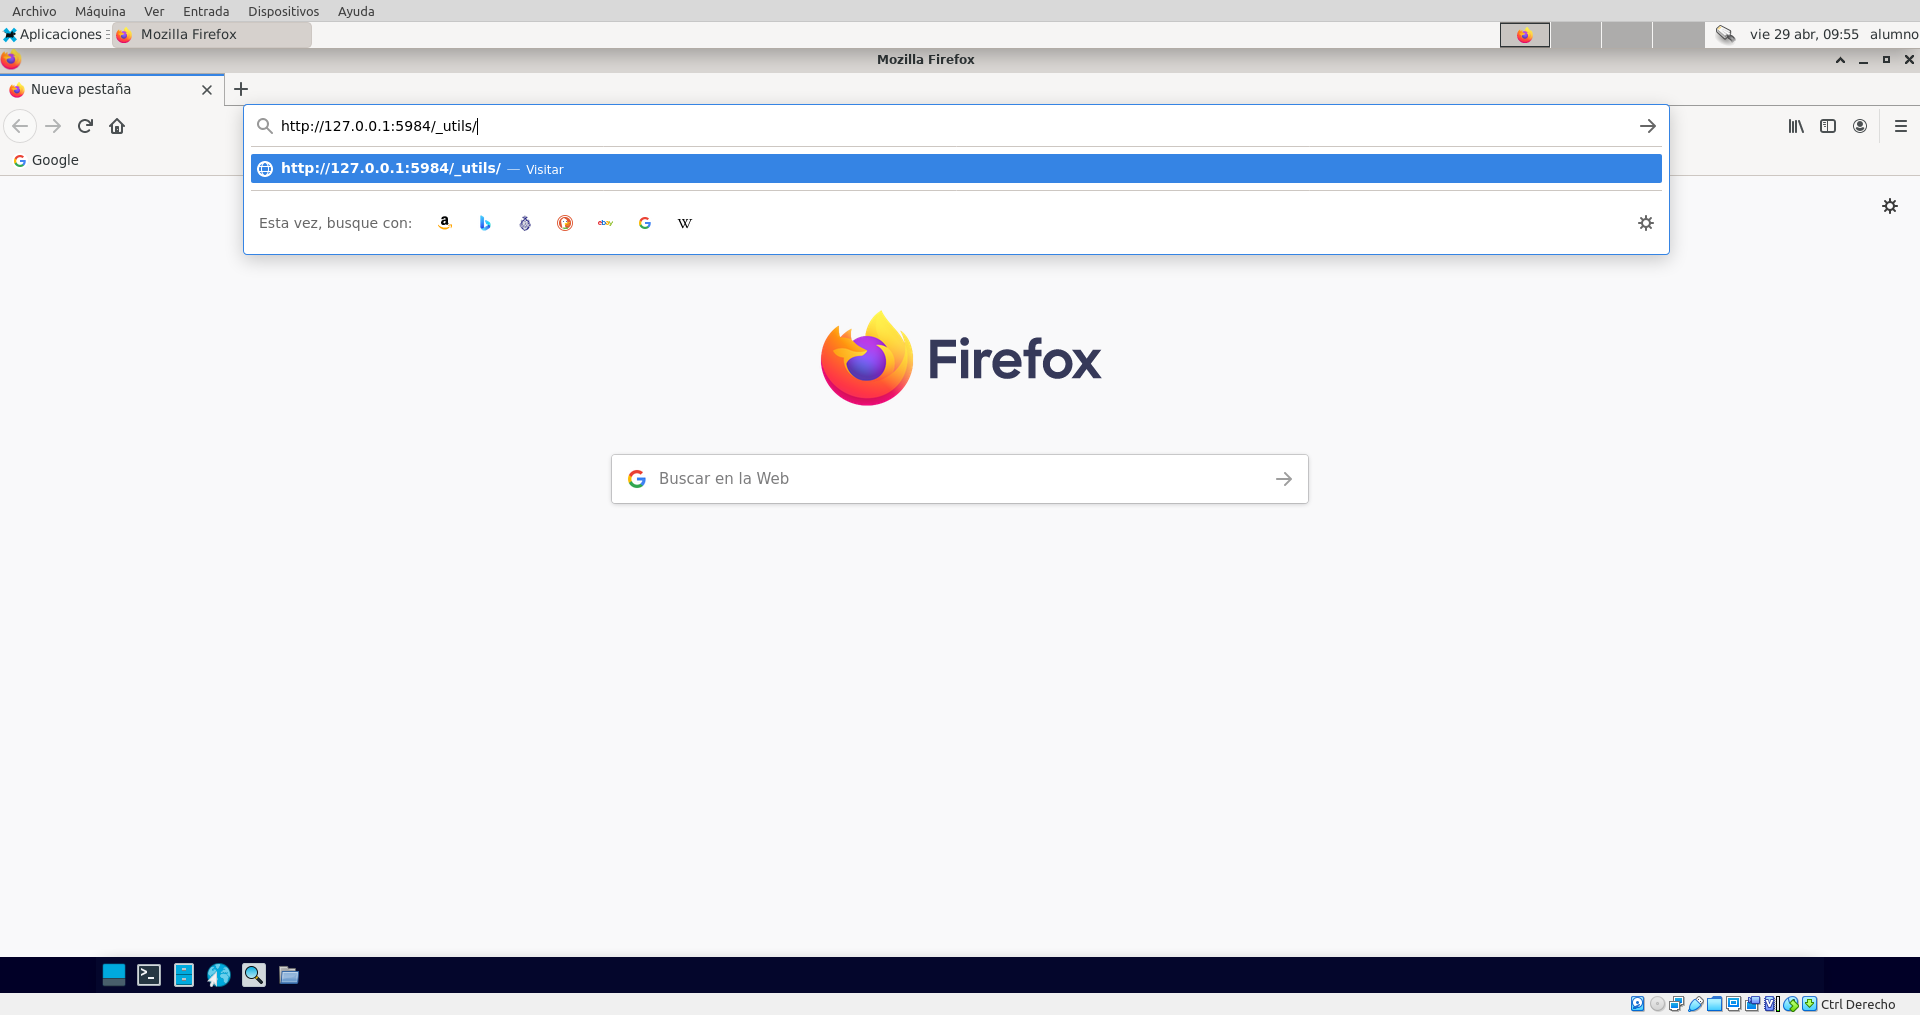 Archivo Máquina Ver Entrada Dispositivos Ayuda
Aplicaciones Mozilla Firefox vie 29 abr, 09:55 alumno
Mozilla Firefox
Nueva pestaña
http://127.0.0.1:5984/_utils/
Google
http://127.0.0.1:5984/_utils/ — Visitar
Esta vez, busque con: a b ebay G W
Firefox
G Buscar en la Web
Ctrl Derecho